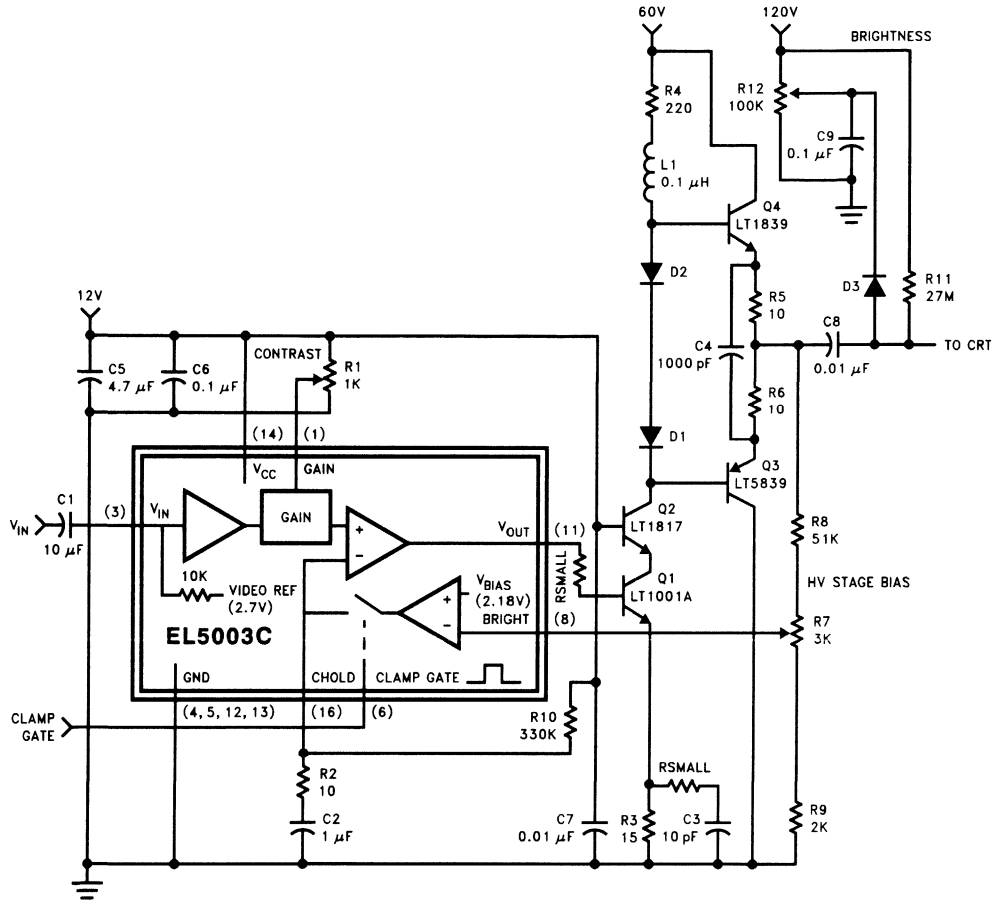 60V
120V
BRIGHTNESS
R4
220
R12
100K
C9
0.1 µF
L1
0.1 µH
Q4
LT1839
D2
D3
R11
27M
12V
R5
10
C8
0.01 µF
TO CRT
C4
1000 pF
CONTRAST
R1
1K
C5
4.7 µF
C6
0.1 µF
R6
10
(14)
(1)
D1
Q3
LT5839
VCC
GAIN
C1
10 µF
VIN
(3)
VIN
GAIN
+
−
VOUT
(11)
Q2
LT1817
R8
51K
RSMALL
10K
VIDEO REF
(2.7V)
+
−
VBIAS
(2.18V)
BRIGHT
(8)
Q1
LT1001A
HV STAGE BIAS
EL5003C
R7
3K
GND
CHOLD
CLAMP GATE
(4, 5, 12, 13)
(16)
(6)
CLAMP
GATE
R10
330K
R2
10
RSMALL
C2
1 µF
C7
0.01 µF
R3
15
C3
10 pF
R9
2K